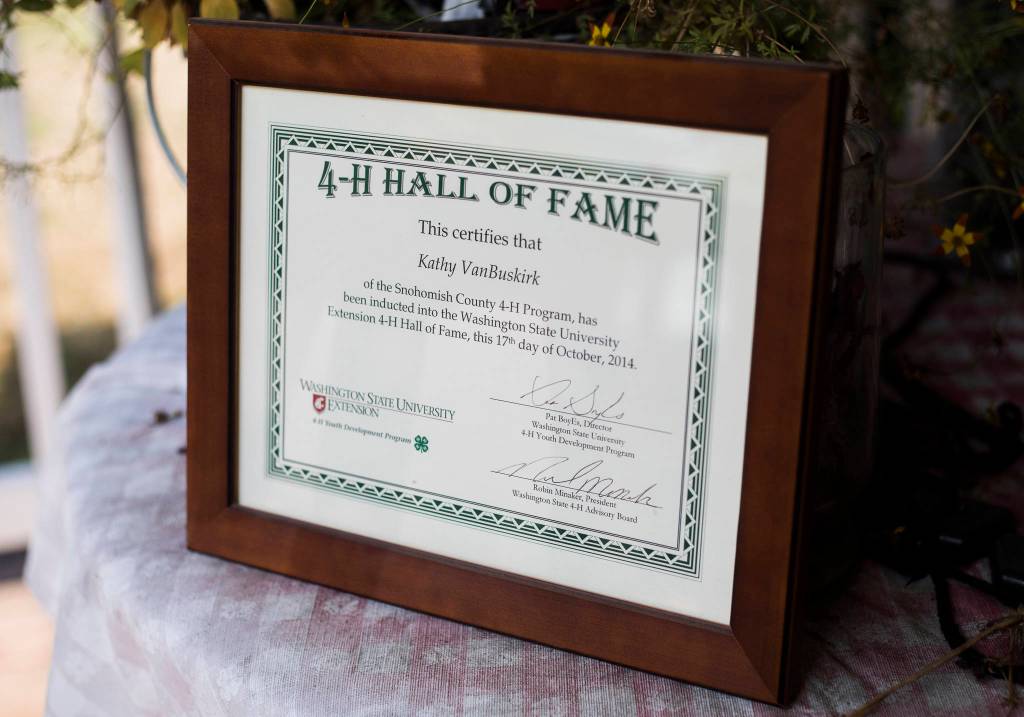 4-H HALL OF FAME
This certifies that
Kathy VanBuskirk
of the Snohomish County 4-H Program, has
been inducted into the Washington State University
Extension 4-H Hall of Fame, this 17th day of October, 2014.
WASHINGTON STATE UNIVERSITY
EXTENSION
4-H Youth Development Program
Pat BoyEs, Director
Washington State University
4-H Youth Development Program
Robin Minaker, President
Washington State 4-H Advisory Board